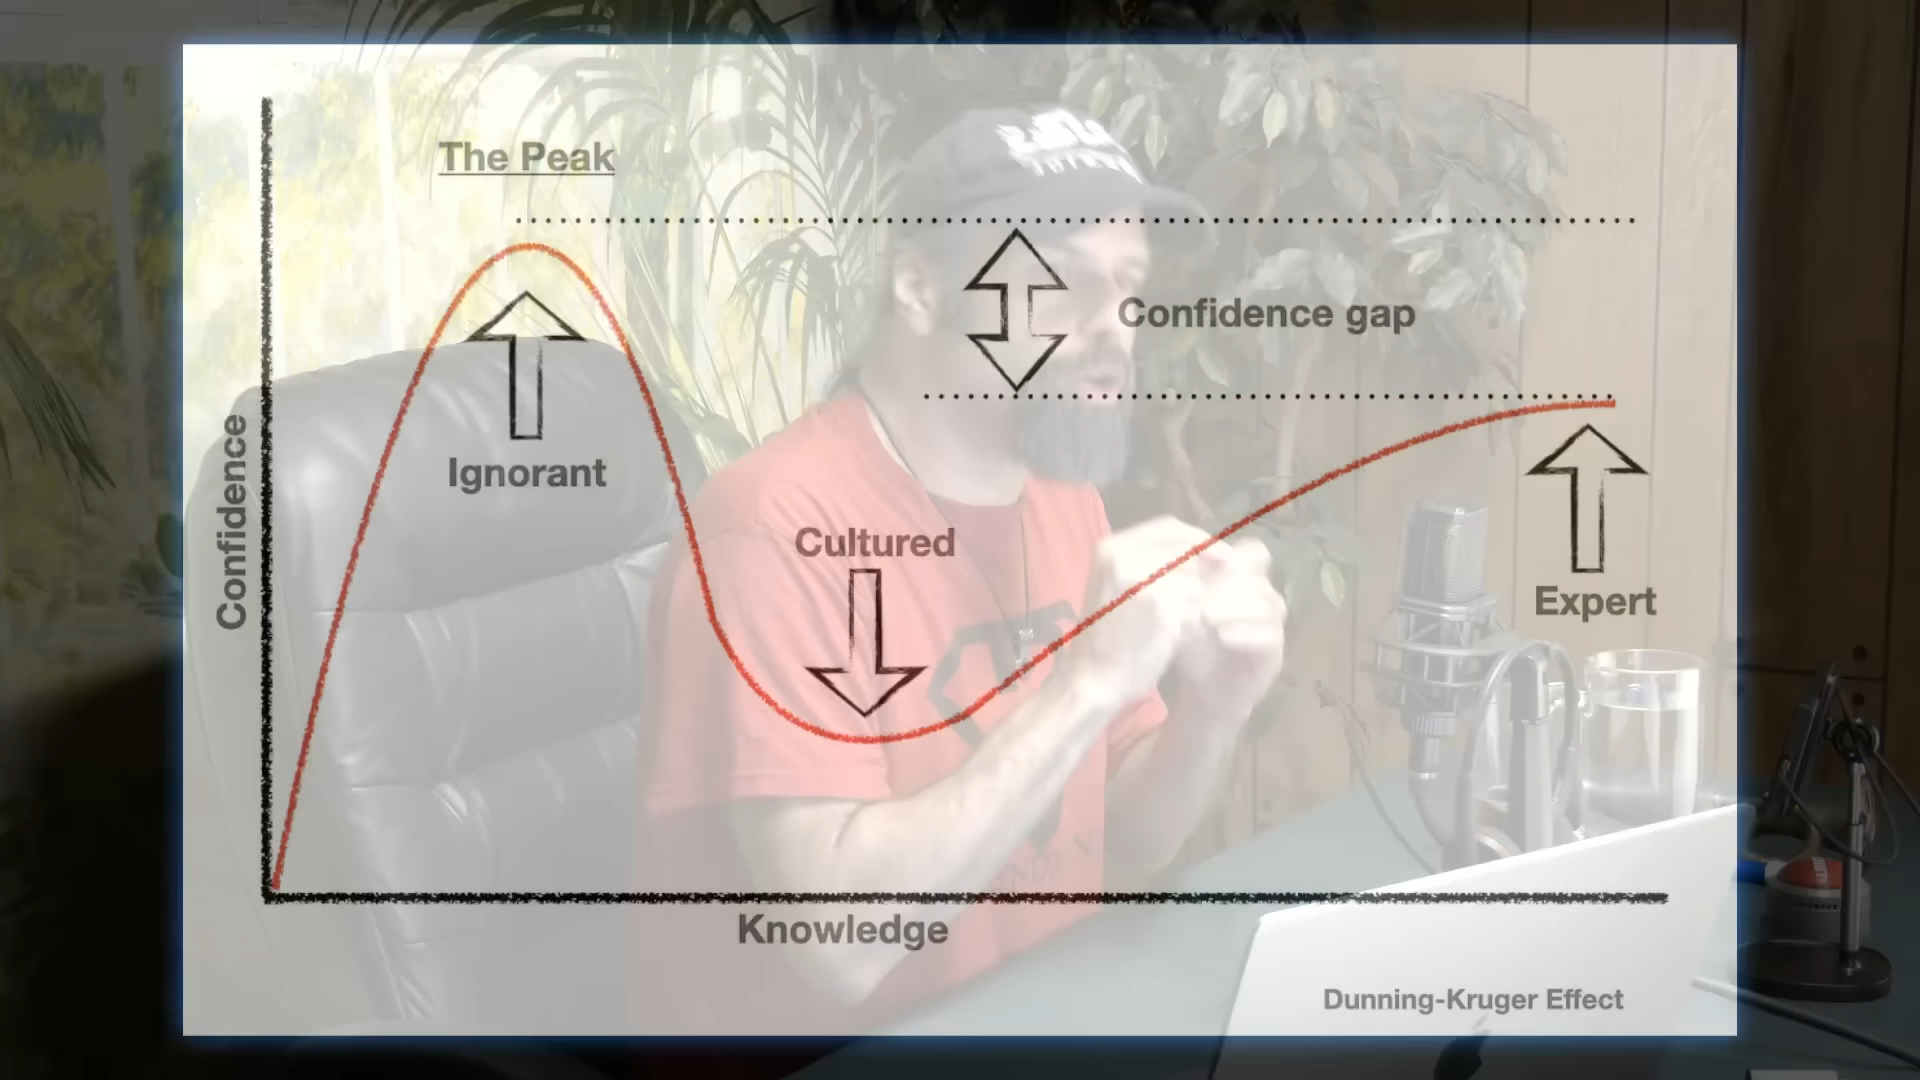 The Peak
Confidence gap
Ignorant
Confidence
Cultured
Expert
Knowledge
Dunning-Kruger Effect